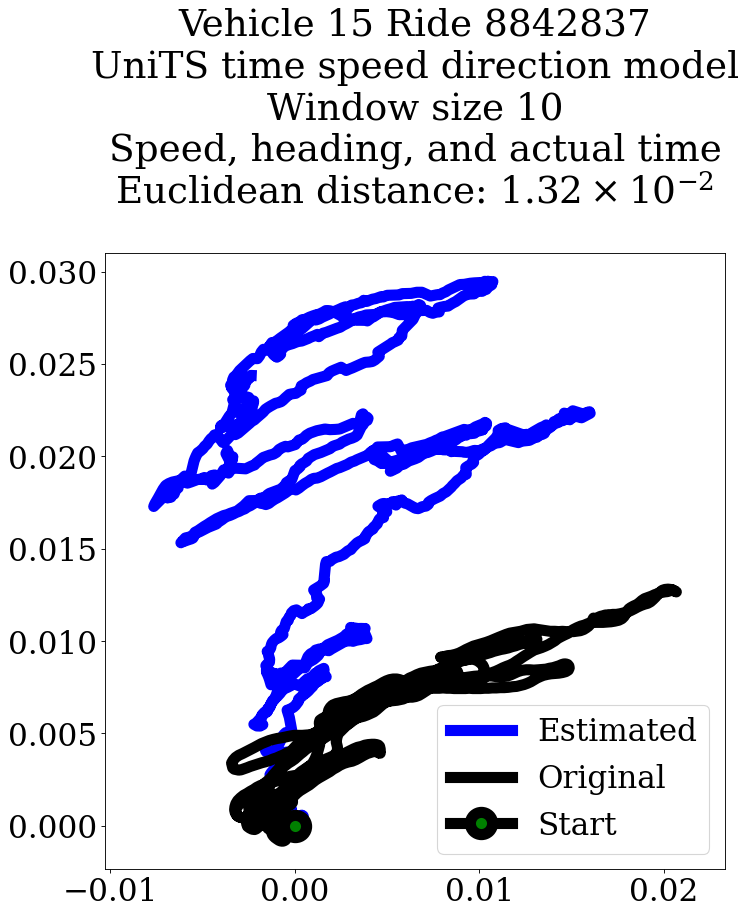 Vehicle 15 Ride 8842837
UniTS time speed direction model
Window size 10
Speed, heading, and actual time
Euclidean distance: 1.32 × 10⁻²
0.030
0.025
0.020
0.015
0.010
0.005
0.000
−0.01
0.00
0.01
0.02
Estimated
Original
Start